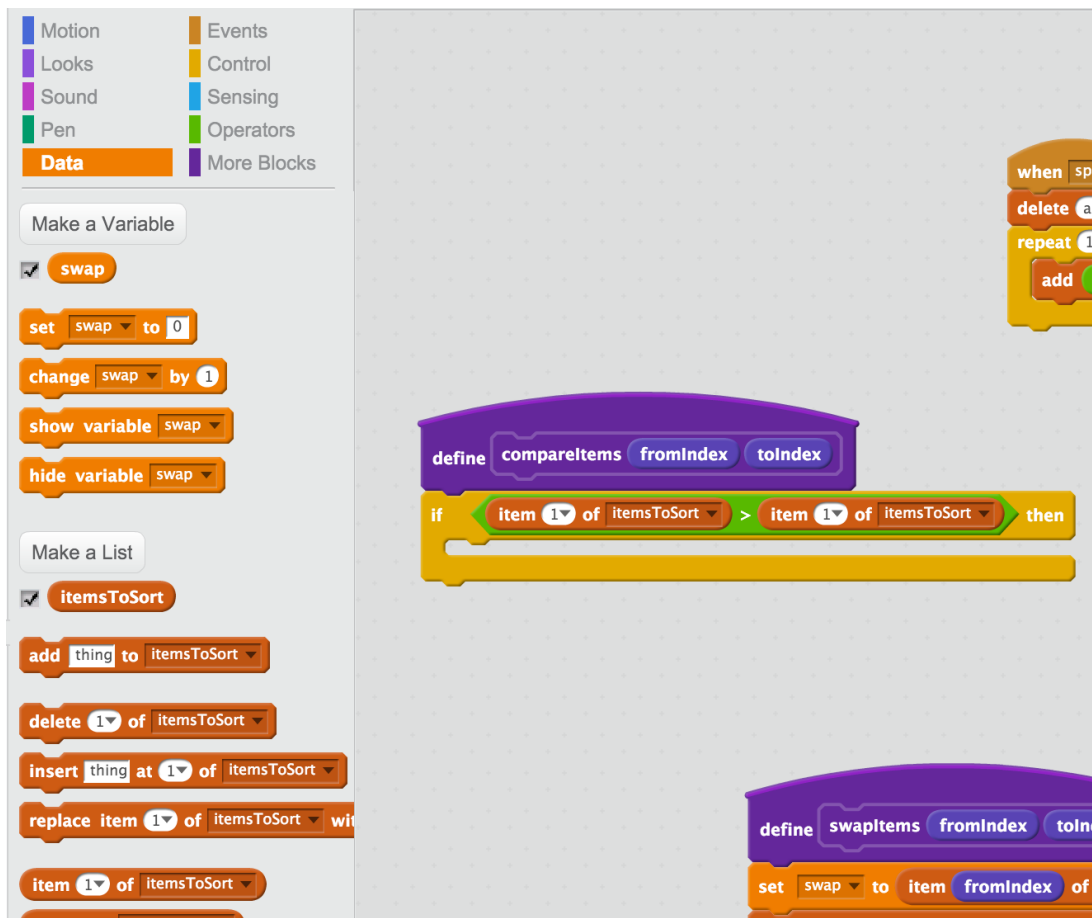 Motion
Looks
Sound
Pen
Data
Events
Control
Sensing
Operators
More Blocks
Make a Variable
swap
set swap to 0
change swap by 1
show variable swap
hide variable swap
Make a List
itemsToSort
add thing to itemsToSort
delete 1 of itemsToSort
insert thing at 1 of itemsToSort
replace item 1 of itemsToSort
item 1 of itemsToSort
when
delete
repeat
add
define compareItems fromIndex toIndex
if item 1 of itemsToSort > item 1 of itemsToSort then
define swapItems fromIndex
set swap to item fromIndex of